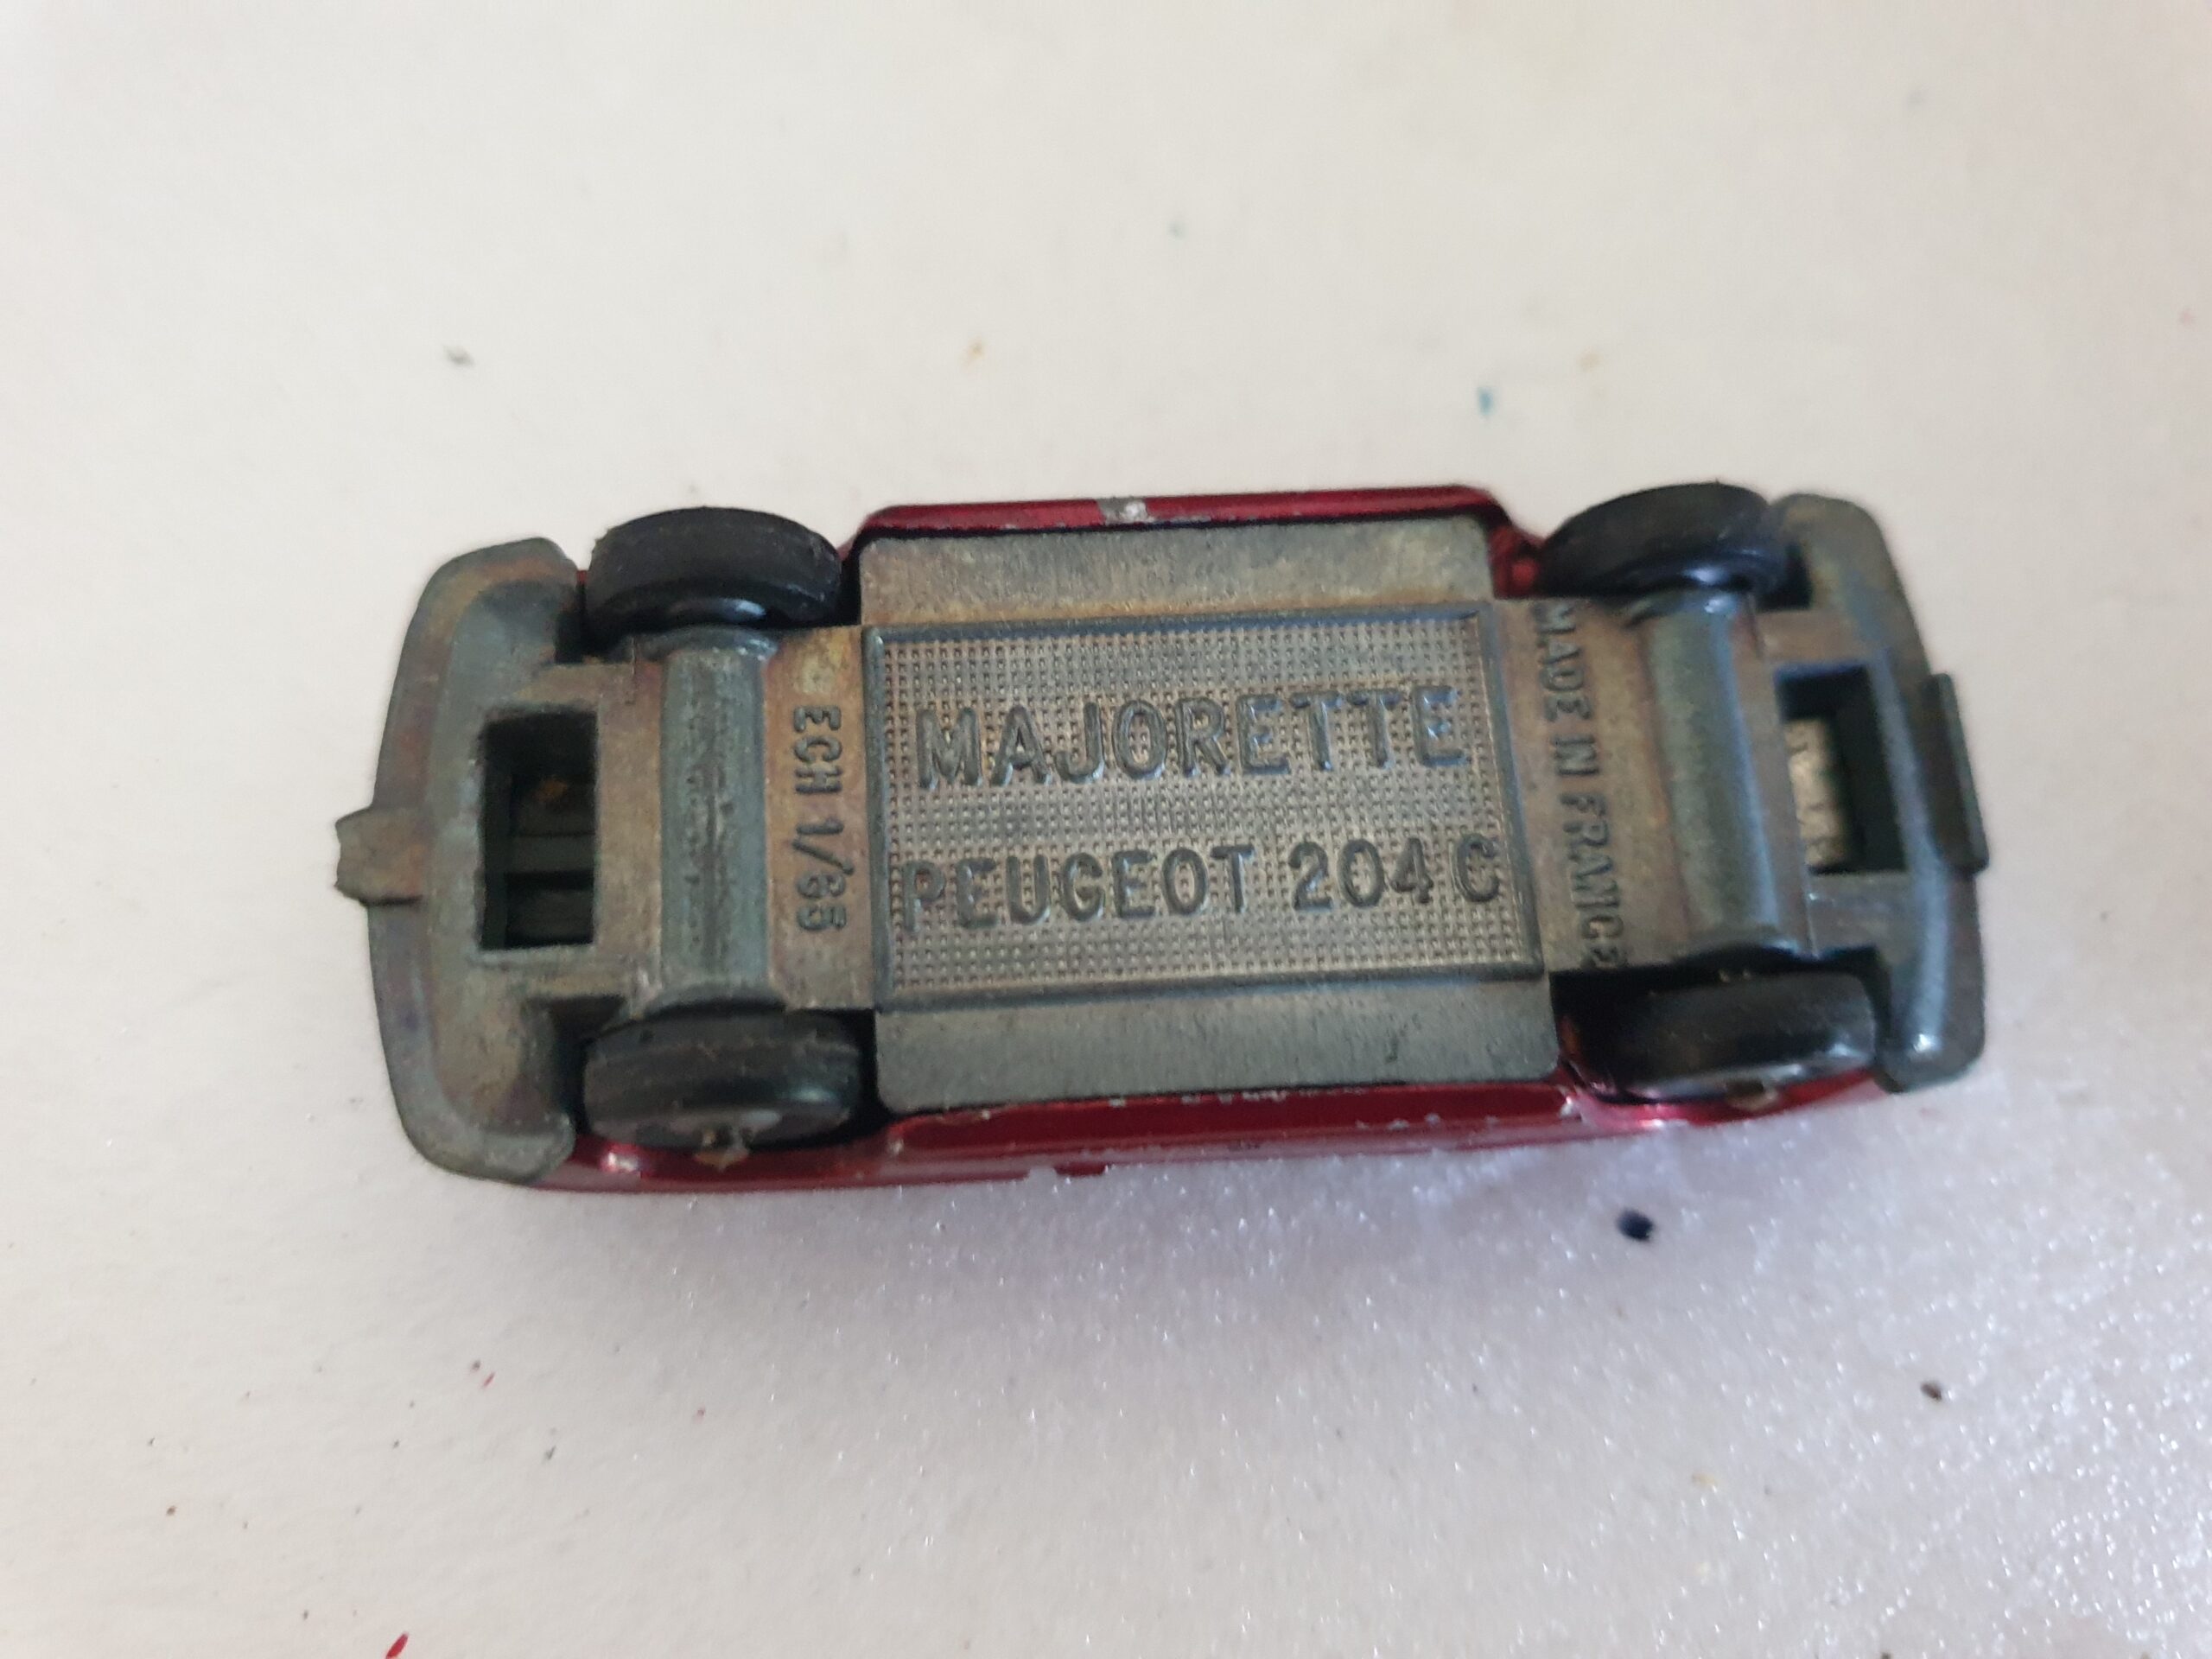 MAJORETTE
PEUGEOT 204 C
ECH 1/65
MADE IN FRANCE